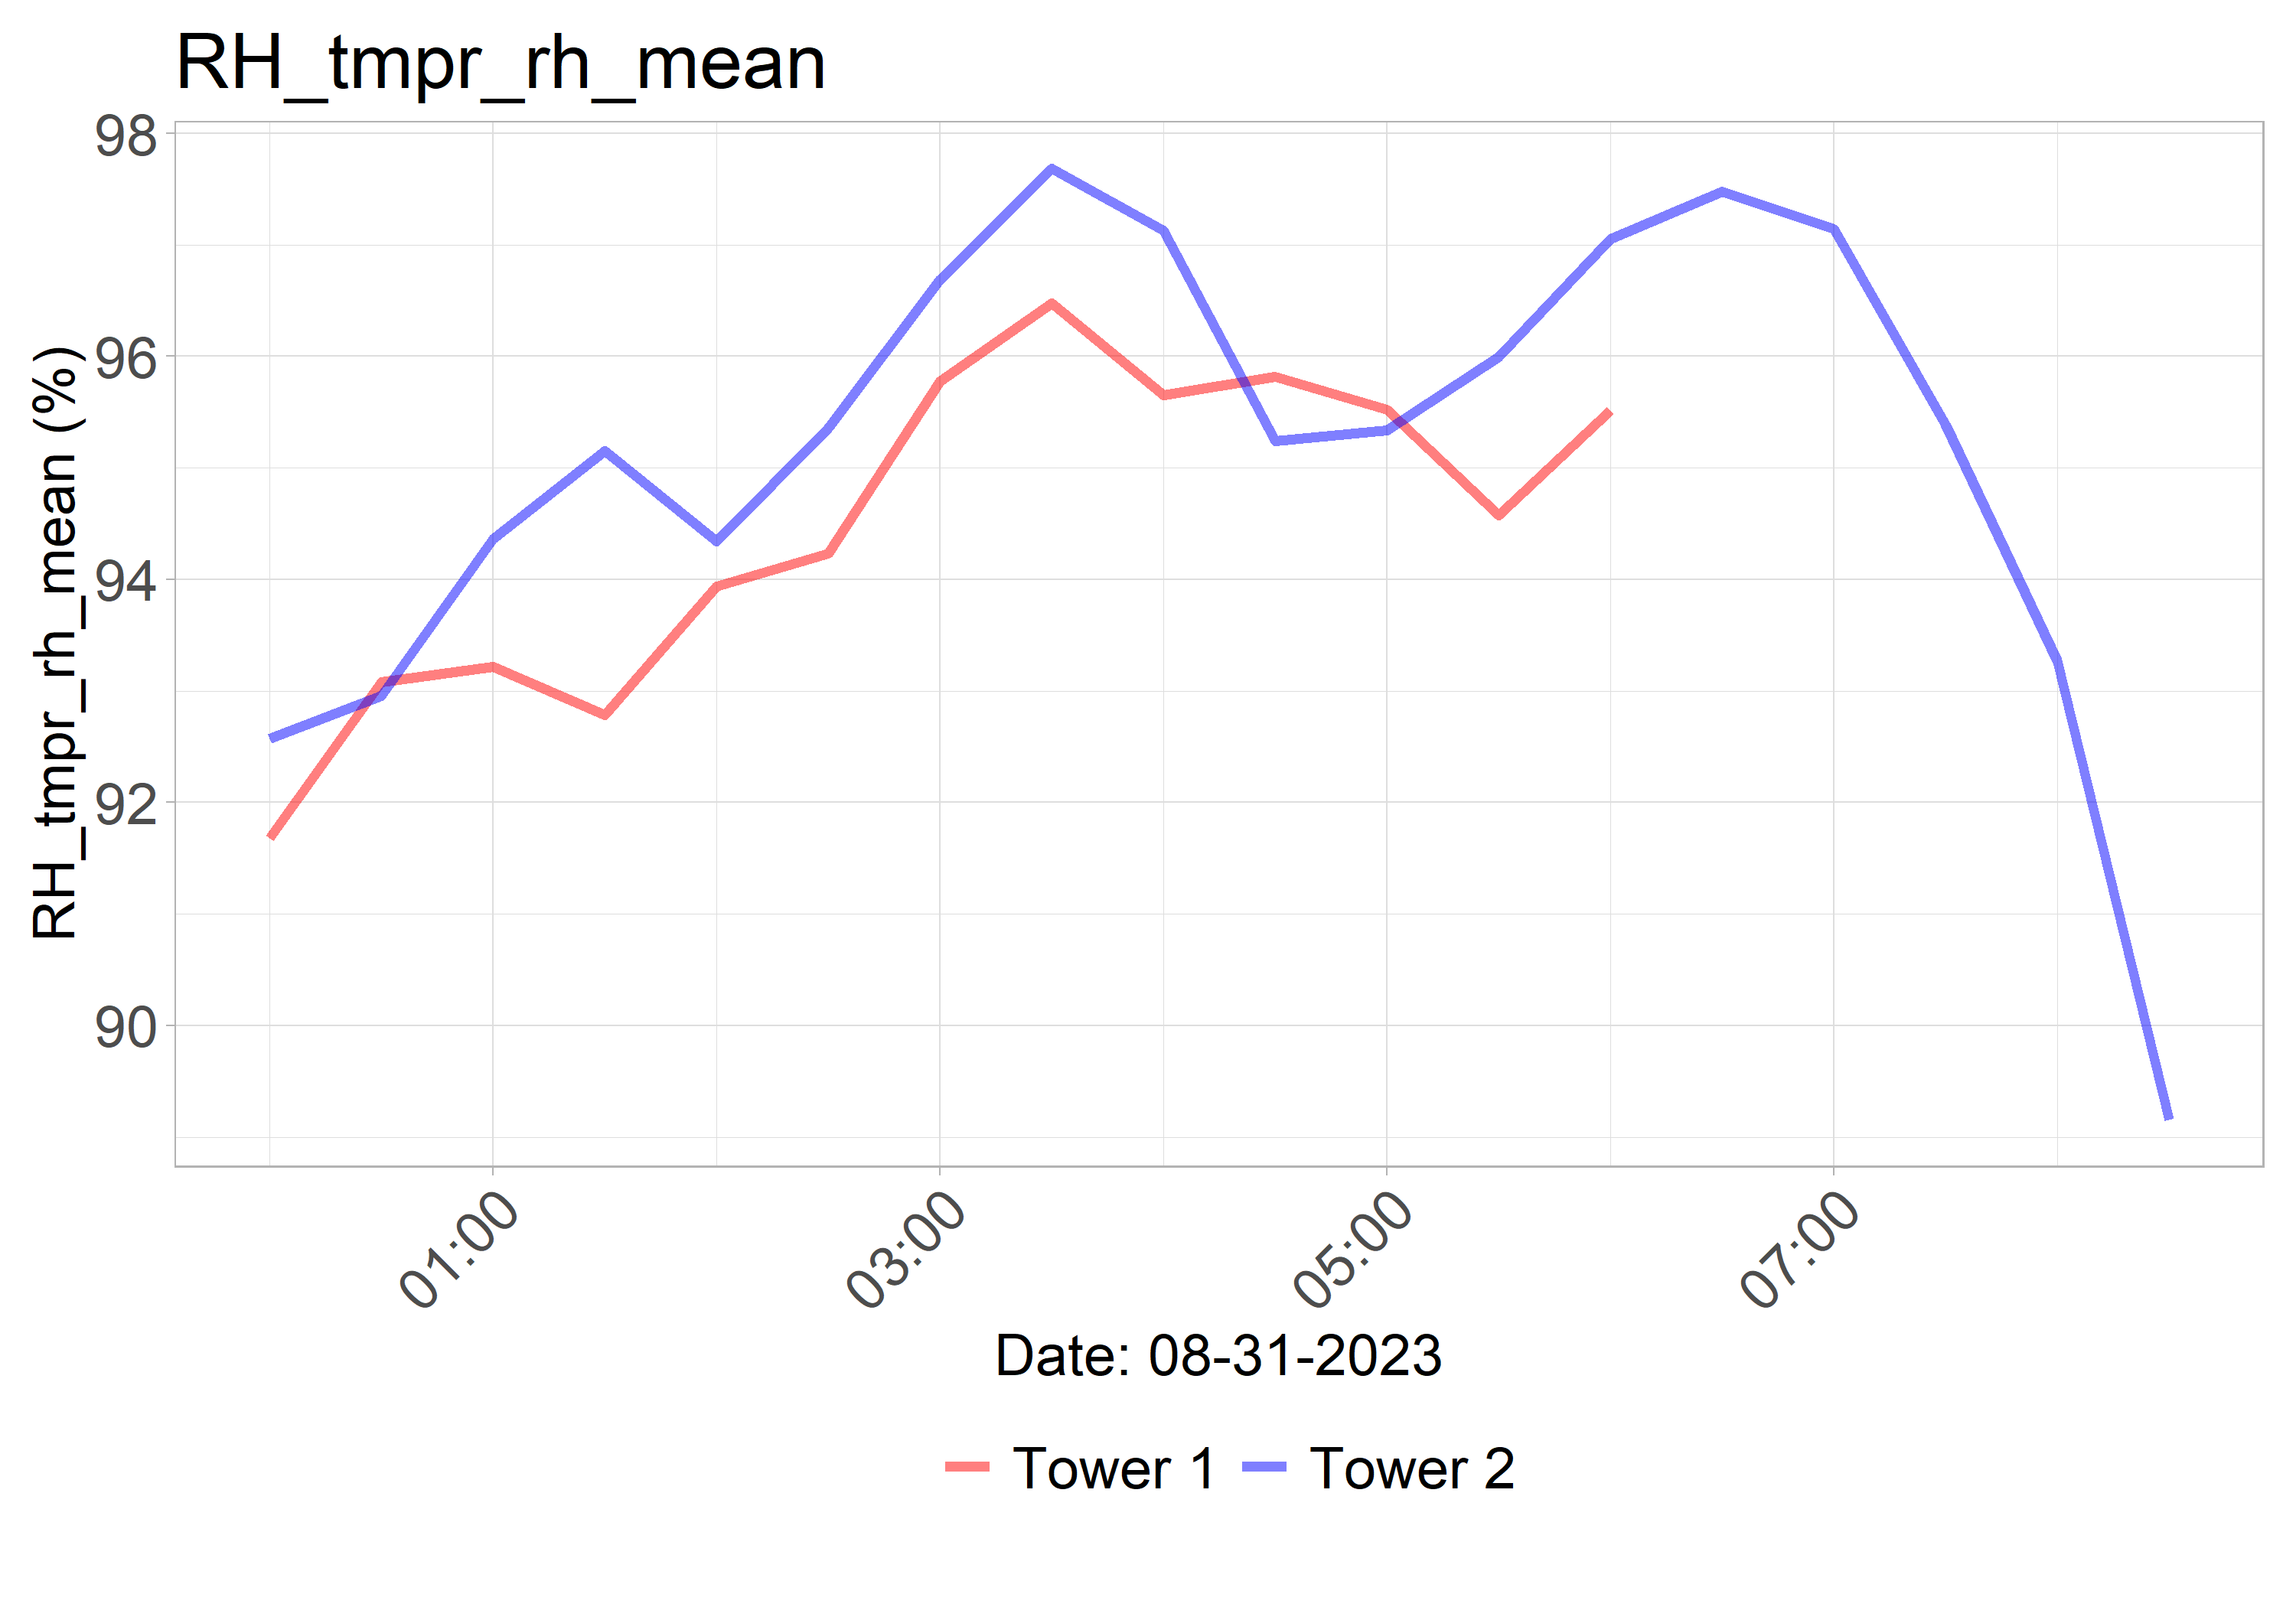 RH_tmpr_rh_mean
RH_tmpr_rh_mean (%)
98
96
94
92
90
01:00
03:00
05:00
07:00
Date: 08-31-2023
Tower 1
Tower 2